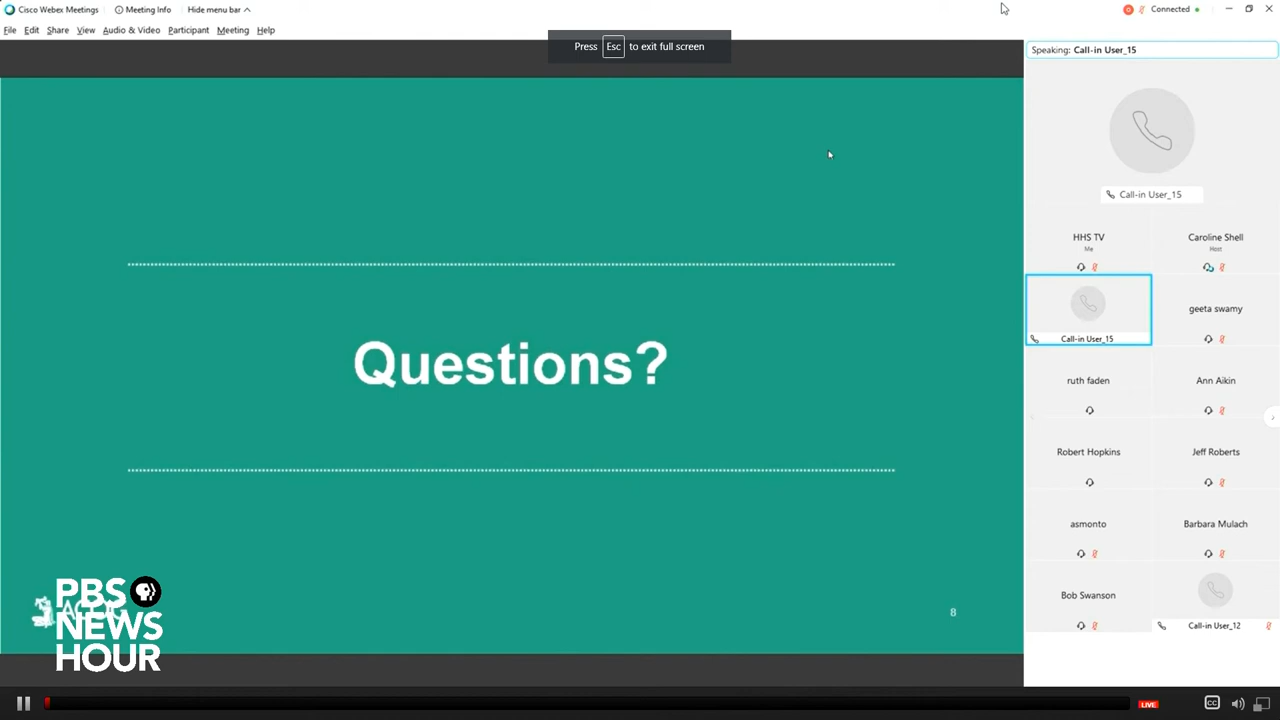 Cisco Webex Meetings
Meeting Info
Hide menu bar
Connected
File Edit Share View Audio & Video Participant Meeting Help
Press Esc to exit full screen
Speaking: Call-in User_15
Call-in User_15
HHS TV
Me
Caroline Shell
Host
Call-in User_15
geeta swamy
ruth faden
Ann Aikin
Robert Hopkins
Jeff Roberts
asmonto
Barbara Mulach
Bob Swanson
Call-in User_12
Questions?
8
PBS
NEWS
HOUR
LIVE
CC